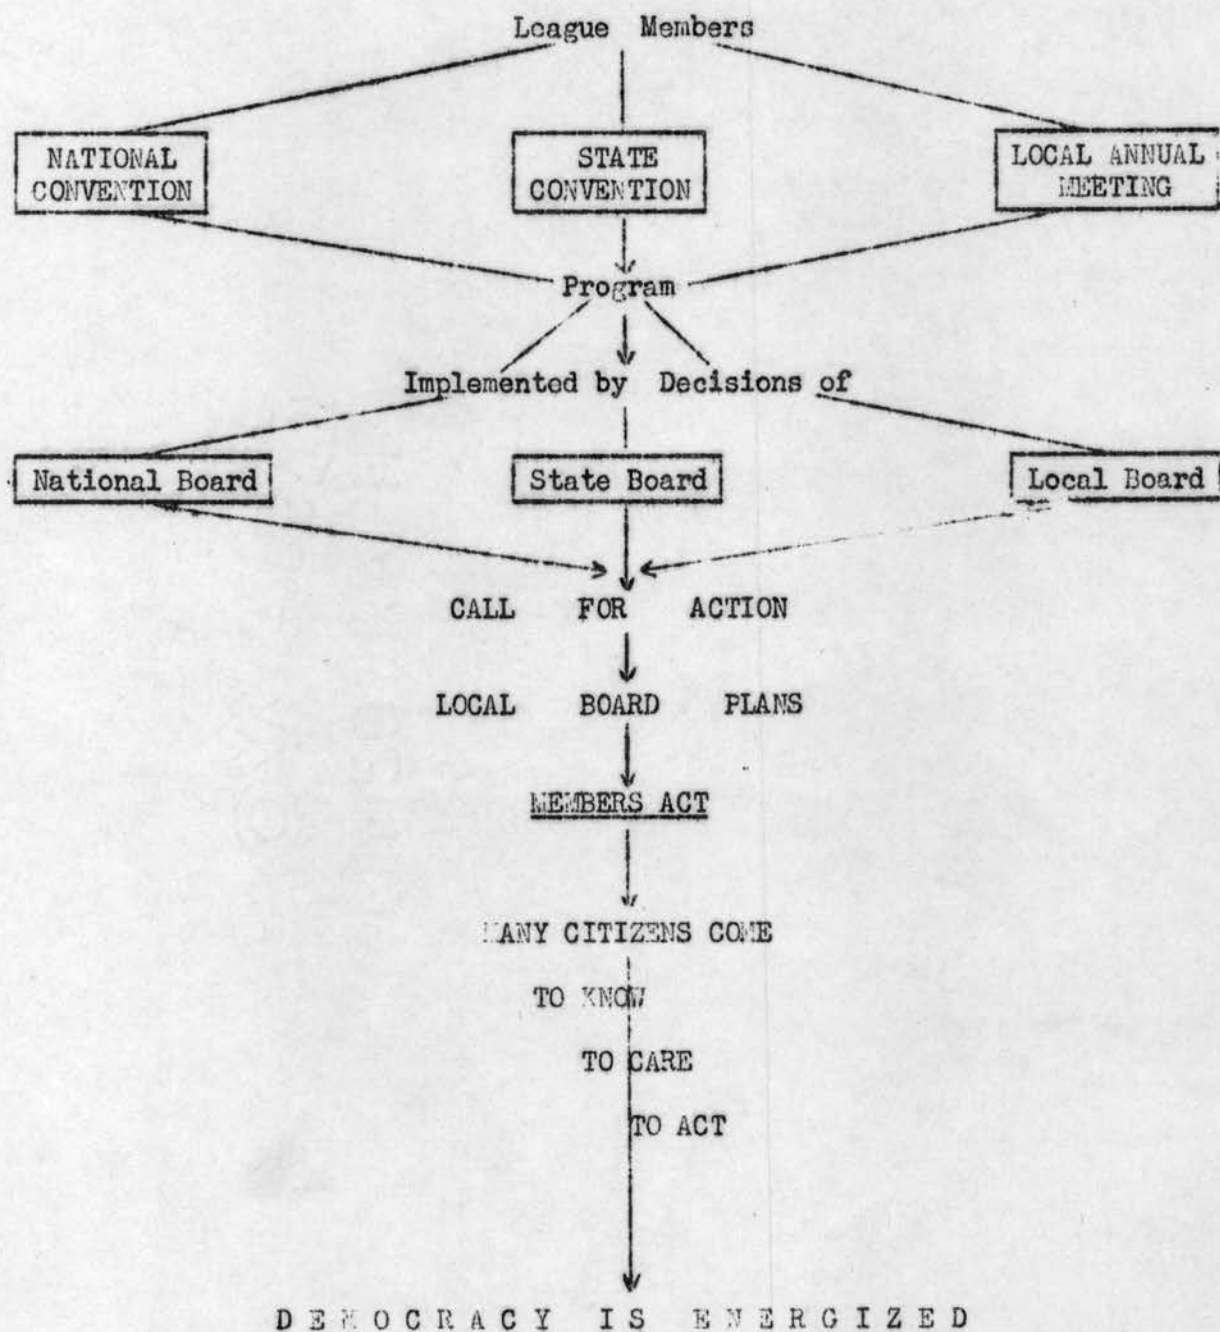 League Members
NATIONAL
CONVENTION
STATE
CONVENTION
LOCAL ANNUAL
MEETING
Program
Implemented by Decisions of
National Board
State Board
Local Board
CALL FOR ACTION
LOCAL BOARD PLANS
MEMBERS ACT
MANY CITIZENS COME
TO KNOW
TO CARE
TO ACT
DEMOCRACY IS ENERGIZED